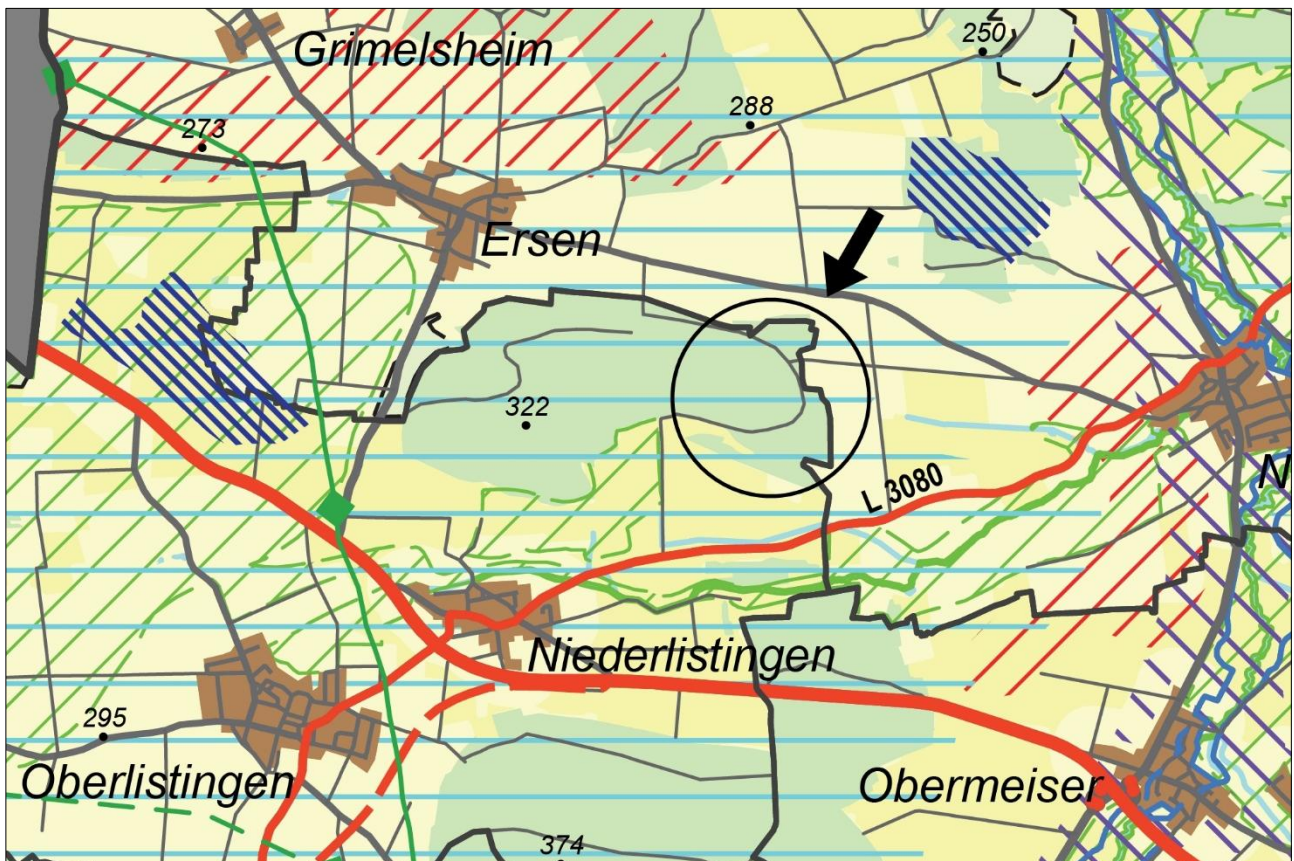 Grimelsheim
250
273
288
Ersen
322
L 3080
N
Niederlistingen
295
Oberlistingen
Obermeiser
374